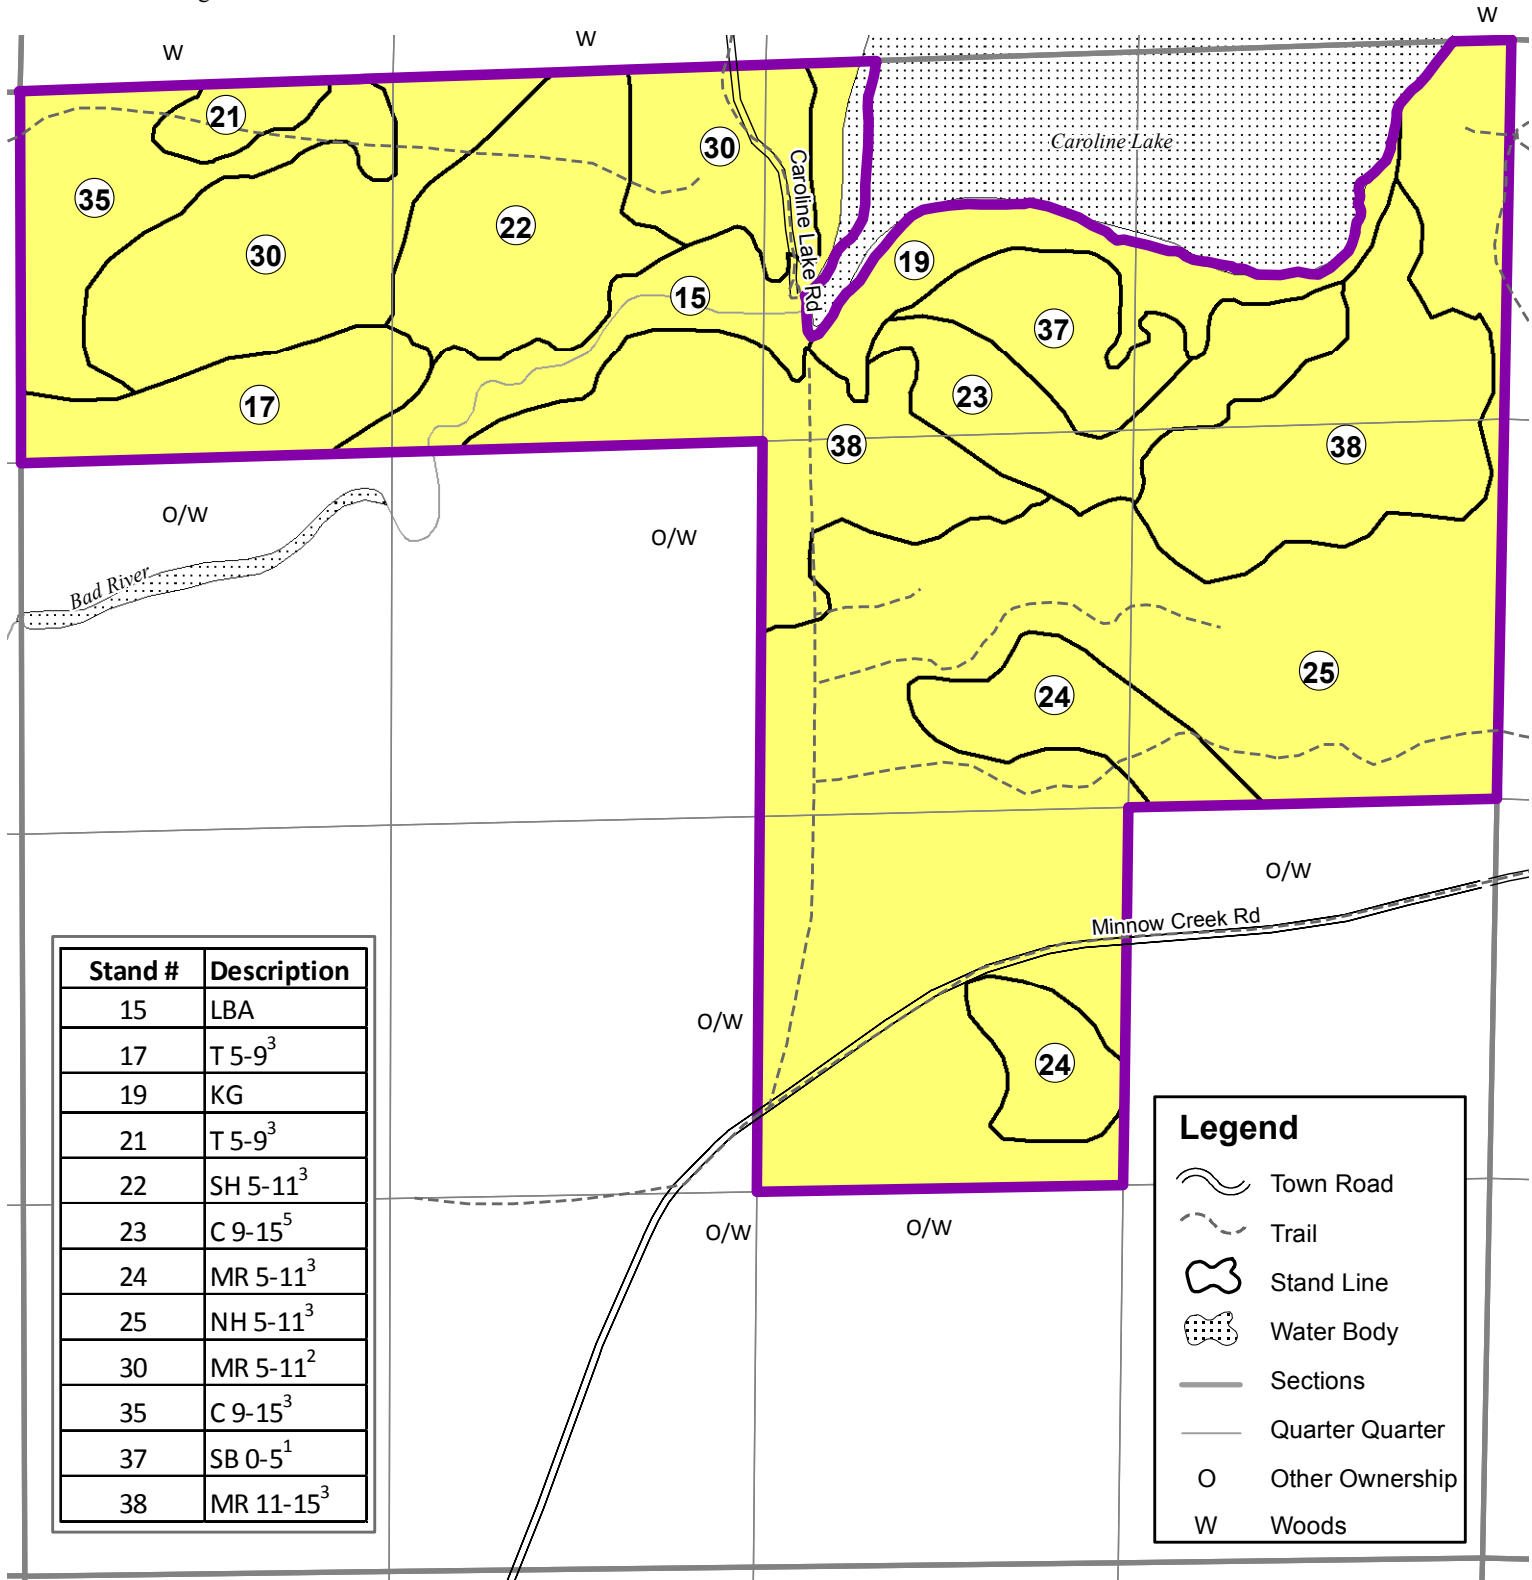 W
W
W
Caroline Lake
Caroline Lake Rd
21
30
35
22
30
19
15
37
23
17
38
38
O/W
O/W
Bad River
25
24
O/W
Minnow Creek Rd
O/W
24
O/W
O/W
Stand # Description
15 LBA
17 T 5-9³
19 KG
21 T 5-9³
22 SH 5-11³
23 C 9-15⁵
24 MR 5-11³
25 NH 5-11³
30 MR 5-11²
35 C 9-15³
37 SB 0-5¹
38 MR 11-15³
Legend
Town Road
Trail
Stand Line
Water Body
Sections
Quarter Quarter
O Other Ownership
W Woods